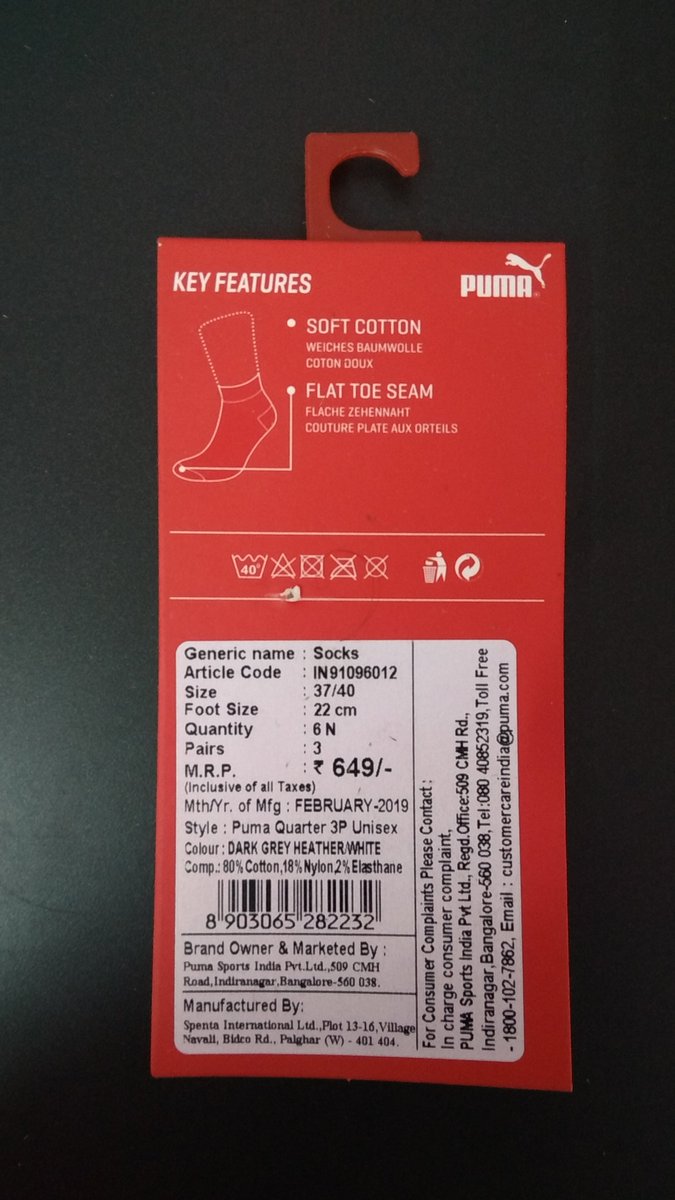 KEY FEATURES
PUMA
SOFT COTTON
WEICHES BAUMWOLLE
COTON DOUX
FLAT TOE SEAM
FLACHE ZEHENNAHT
COUTURE PLATE AUX ORTEILS
40°
Generic name : Socks
Article Code : IN91096012
Size : 37/40
Foot Size : 22 cm
Quantity : 6 N
Pairs : 3
M.R.P. : ₹ 649/-
(Inclusive of all Taxes)
Mth/Yr. of Mfg : FEBRUARY-2019
Style : Puma Quarter 3P Unisex
Colour : DARK GREY HEATHER/WHITE
Comp.: 80% Cotton,18% Nylon,2% Elasthane
8 903065 282232
Brand Owner & Marketed By :
Puma Sports India Pvt.Ltd.,509 CMH
Road,Indiranagar,Bangalore-560 038.
Manufactured By:
Spenta International Ltd.,Plot 13-16,Village
Navali, Bidco Rd., Palghar (W) - 401 404.
For Consumer Complaints Please Contact :
In charge consumer complaint,
PUMA Sports India Pvt Ltd., Regd.Office:509 CMH Rd.,
Indiranagar Bangalore-560 038,Tel:080 40852319,Toll Free
- 1800-102-7862, Email : customercareindia@puma.com